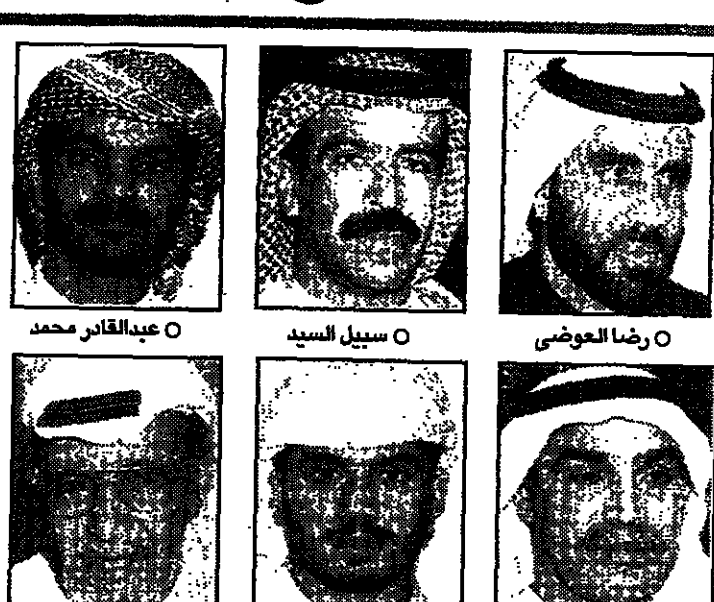 ○ رضا العوضي
○ سبيل السيد
○ عبدالقادر محمد